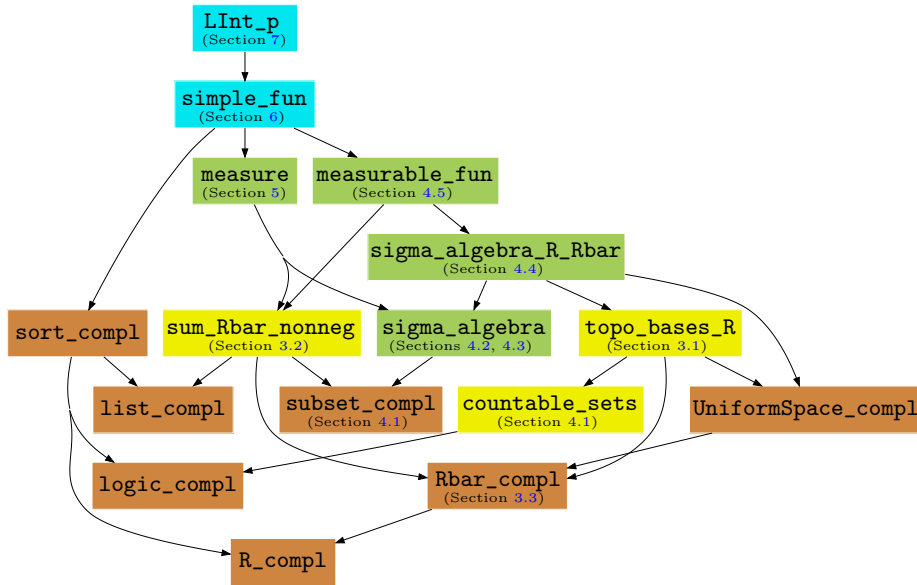 LInt_p
(Section 7)
simple_fun
(Section 6)
measure
(Section 5)
measurable_fun
(Section 4.5)
sigma_algebra_R_Rbar
(Section 4.4)
sort_compl
sum_Rbar_nonneg
(Section 3.2)
sigma_algebra
(Sections 4.2, 4.3)
topo_bases_R
(Section 3.1)
list_compl
subset_compl
(Section 4.1)
countable_sets
(Section 4.1)
UniformSpace_compl
logic_compl
Rbar_compl
(Section 3.3)
R_compl